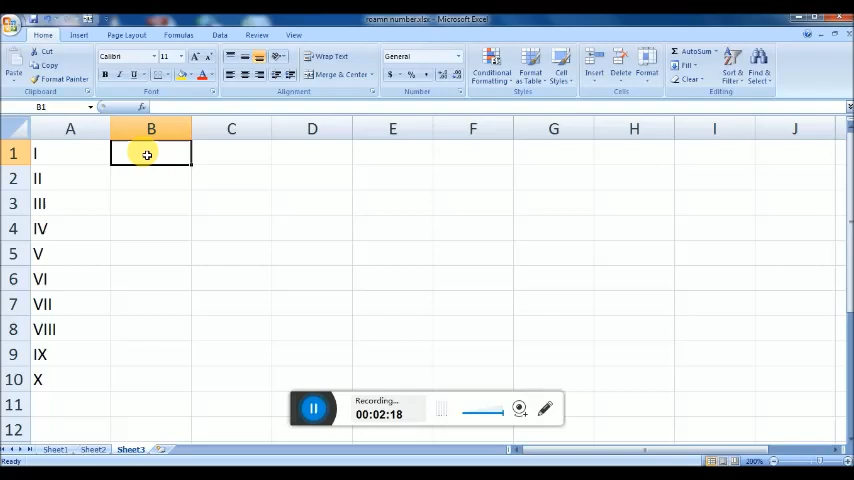 roamn number.xlsx - Microsoft Excel
Home Insert Page Layout Formulas Data Review View
Paste Cut Copy Format Painter
Calibri 11 A A
B I U A
Wrap Text
Merge & Center
General
$ % ,
Conditional Formatting Format as Table Cell Styles
Insert Delete Format
Σ AutoSum Fill Clear
Sort & Filter Find & Select
Clipboard Font Alignment Number Styles Cells Editing
B1 fx
A B C D E F G H I J
1 I
2 II
3 III
4 IV
5 V
6 VI
7 VII
8 VIII
9 IX
10 X
11
12
Recording...
00:02:18
Sheet1 Sheet2 Sheet3
Ready 200%